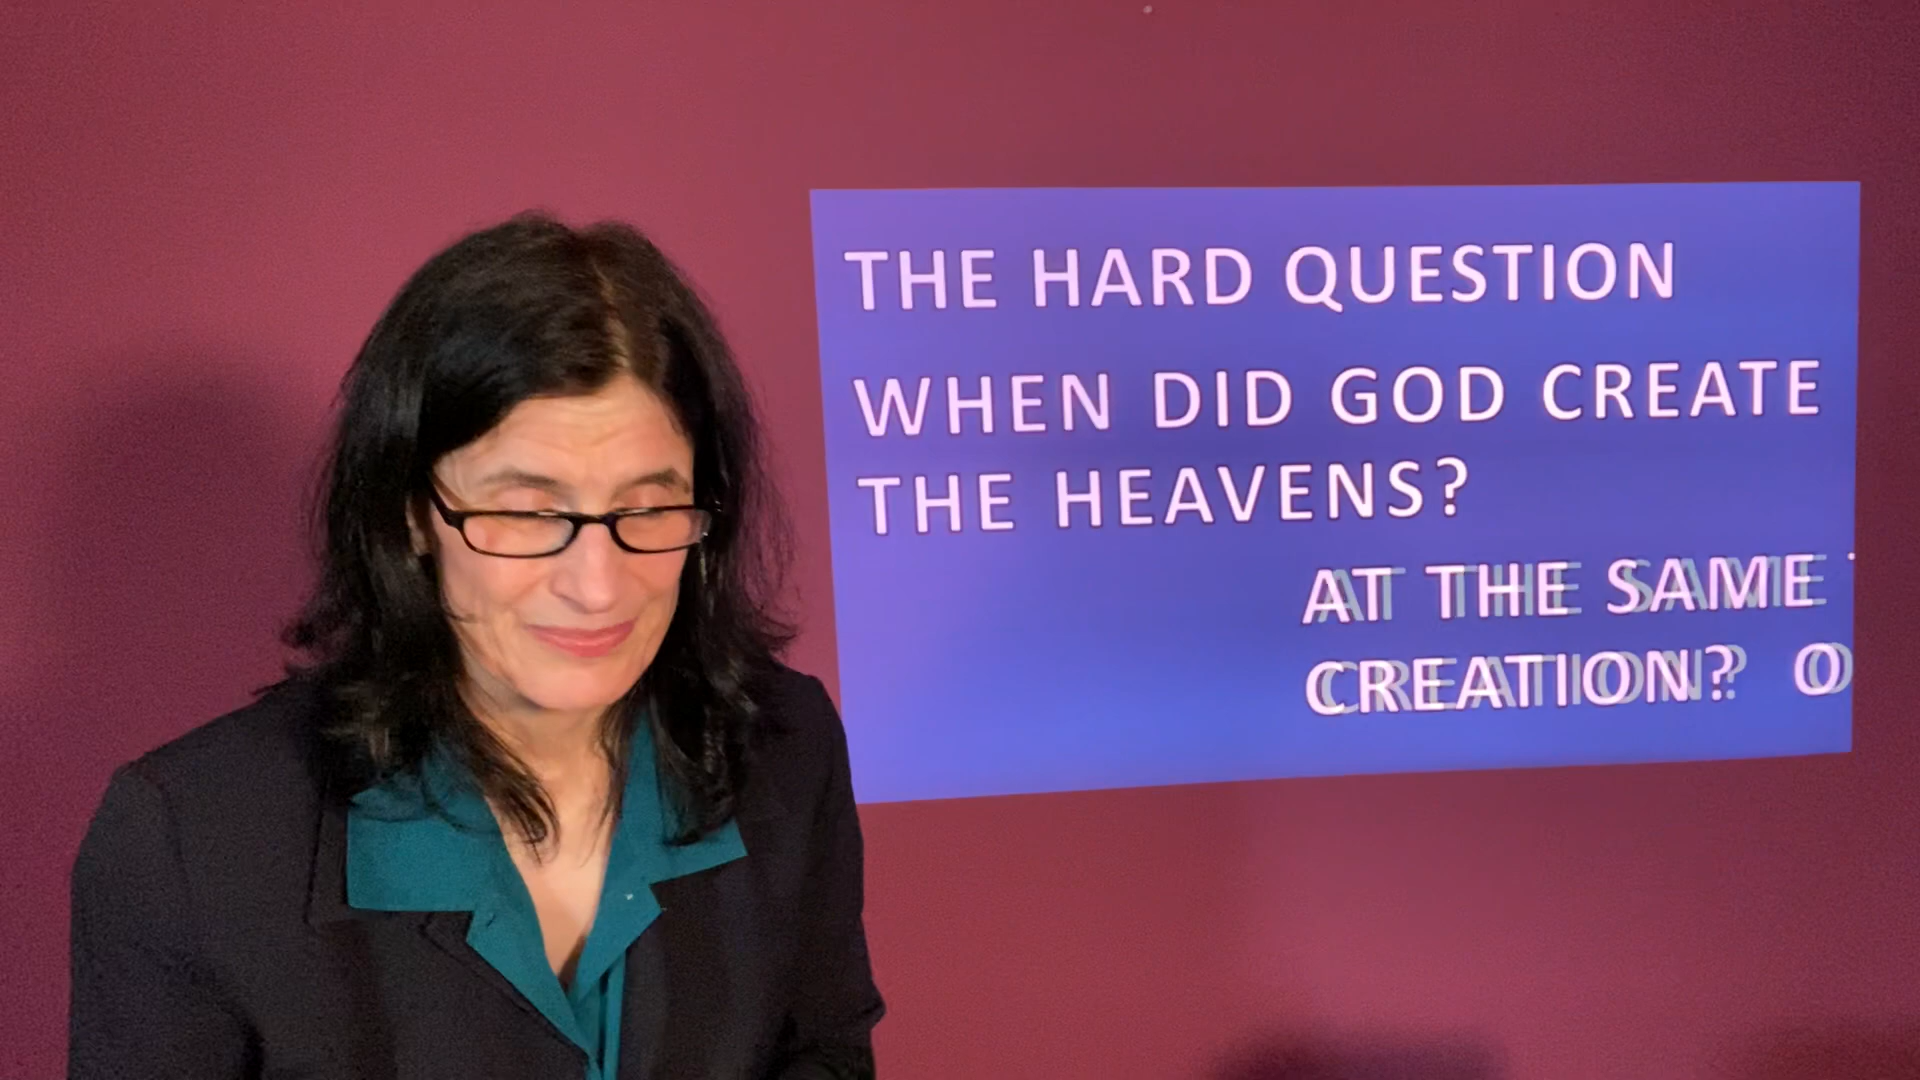 THE HARD QUESTION
WHEN DID GOD CREATE
THE HEAVENS?
AT THE SAME
CREATION?